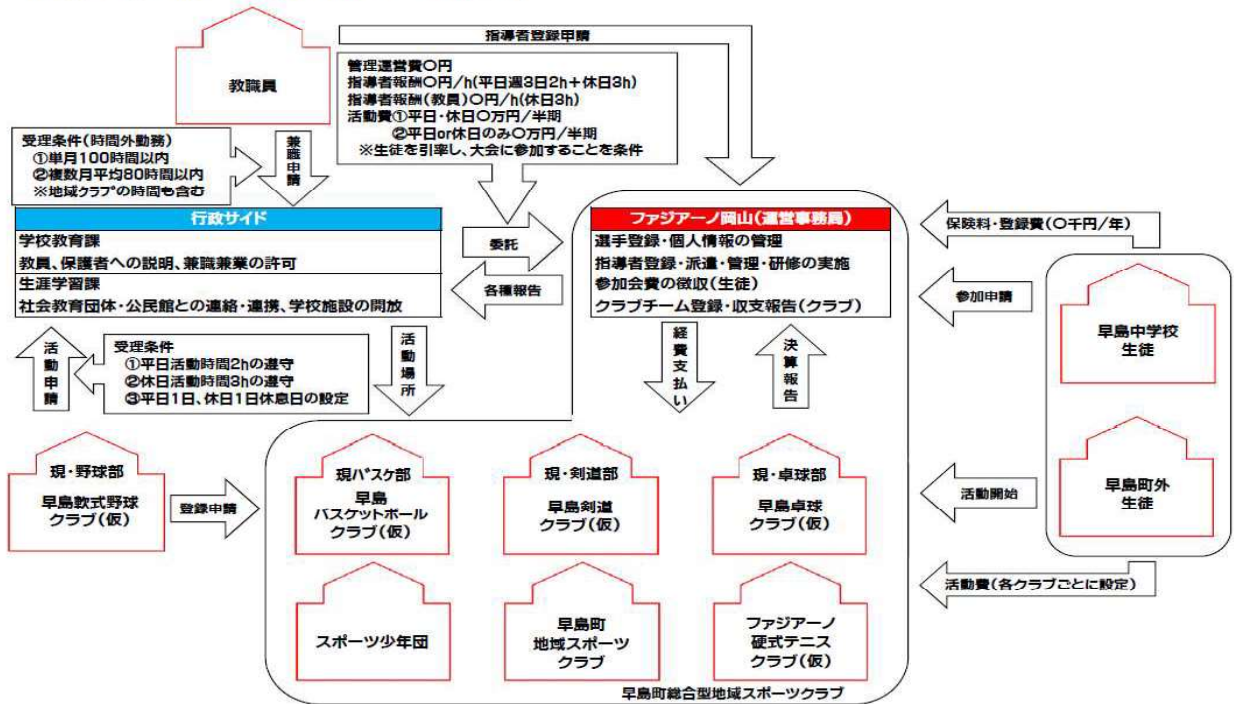 指導者登録申請
教職員
管理運営費〇円
指導者報酬〇円/h(平日週3日2h+休日3h)
指導者報酬(教員)〇円/h(休日3h)
活動費①平日・休日〇万円/半期
②平日or休日のみ〇万円/半期
※生徒を引率し、大会に参加することを条件
受理条件(時間外勤務)
①単月100時間以内
②複数月平均80時間以内
※地域クラブの時間も含む
兼職申請
行政サイド
学校教育課
教員、保護者への説明、兼職兼業の許可
生涯学習課
社会教育団体・公民館との連絡・連携、学校施設の開放
委託
各種報告
ファジアーノ岡山(運営事務局)
選手登録・個人情報の管理
指導者登録・派遣・管理・研修の実施
参加会費の徴収(生徒)
クラブチーム登録・収支報告(クラブ)
保険料・登録費(〇千円/年)
参加申請
早島中学校
生徒
活動申請
受理条件
①平日活動時間2hの遵守
②休日活動時間3hの遵守
③平日1日、休日1日休息日の設定
活動場所
経費支払い
決算報告
現・野球部
早島軟式野球
クラブ(仮)
登録申請
現バスケ部
早島
バスケットボール
クラブ(仮)
現・剣道部
早島剣道
クラブ(仮)
現・卓球部
早島卓球
クラブ(仮)
活動開始
早島町外
生徒
活動費(各クラブごとに設定)
スポーツ少年団
早島町
地域スポーツ
クラブ
ファジアーノ
硬式テニス
クラブ(仮)
早島町総合型地域スポーツクラブ